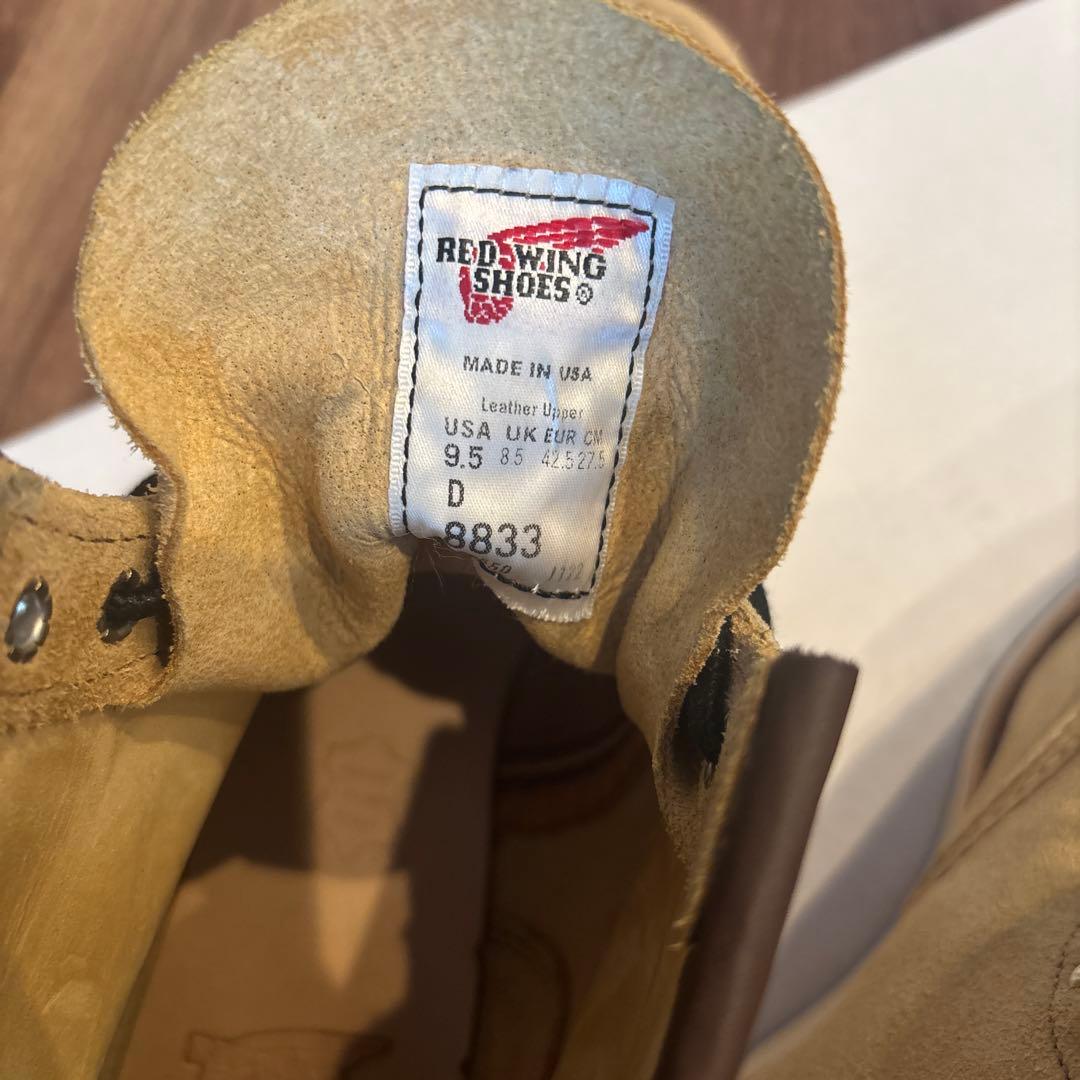 RED WING
SHOES®
MADE IN USA
Leather Upper
USA UK EUR CM
9.5 8 5 42.5 27.5
D
8833